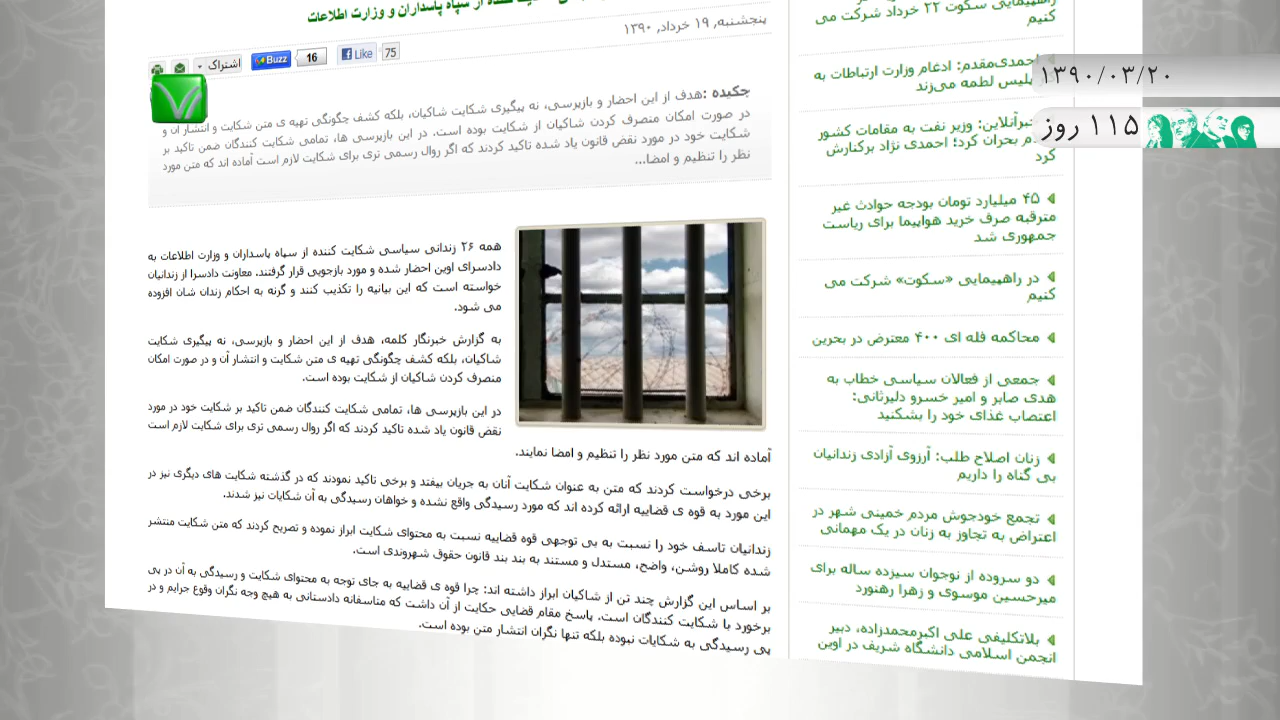 از سپاه پاسداران و وزارت اطلاعات
پنجشنبه, ۱۹ خرداد, ۱۳۹۰
اشتراک
Buzz
16
Like
75
چکیده :هدف از این احضار و بازپرسی، نه پیگیری شکایت شاکیان، بلکه کشف چگونگی تهیه ی متن شکایت و انتشار آن و
در صورت امکان منصرف کردن شاکیان از شکایت بوده است. در این بازپرسی ها، تمامی شکایت کنندگان ضمن تاکید بر
شکایت خود در مورد نقض قانون یاد شده تاکید کردند که اگر روال رسمی تری برای شکایت لازم است آماده اند که متن مورد
نظر را تنظیم و امضا...
همه ۲۶ زندانی سیاسی شکایت کننده از سپاه پاسداران و وزارت اطلاعات به
دادسرای اوین احضار شده و مورد بازجویی قرار گرفتند. معاونت دادسرا از زندانیان
خواسته است که این بیانیه را تکذیب کنند و گرنه به احکام زندان شان افزوده
می شود.
به گزارش خبرنگار کلمه، هدف از این احضار و بازپرسی، نه پیگیری شکایت
شاکیان، بلکه کشف چگونگی تهیه ی متن شکایت و انتشار آن و در صورت امکان
منصرف کردن شاکیان از شکایت بوده است.
در این بازپرسی ها، تمامی شکایت کنندگان ضمن تاکید بر شکایت خود در مورد
نقض قانون یاد شده تاکید کردند که اگر روال رسمی تری برای شکایت لازم است
آماده اند که متن مورد نظر را تنظیم و امضا نمایند.
برخی درخواست کردند که متن به عنوان شکایت آنان به جریان بیفتد و برخی تاکید نمودند که در گذشته شکایت های دیگری نیز در
این مورد به قوه ی قضاییه ارائه کرده اند که مورد رسیدگی واقع نشده و خواهان رسیدگی به آن شکایات نیز شدند.
زندانیان تاسف خود را نسبت به بی توجهی قوه قضاییه نسبت به محتوای شکایت ابراز نموده و تصریح کردند که متن شکایت منتشر
شده کاملا روشن، واضح، مستدل و مستند به بند بند قانون حقوق شهروندی است.
بر اساس این گزارش چند تن از شاکیان ابراز داشته اند: چرا قوه ی قضاییه به جای توجه به محتوای شکایت و رسیدگی به آن در پی
برخورد با شکایت کنندگان است. پاسخ مقام قضایی حکایت از آن داشت که متاسفانه دادستانی به هیچ وجه نگران وقوع جرایم و در
پی رسیدگی به شکایات نبوده بلکه تنها نگران انتشار متن بوده است.
راهپیمایی سکوت ۲۲ خرداد شرکت می
کنیم
احمدی‌مقدم: ادغام وزارت ارتباطات به
پلیس لطمه می‌زند
خبرآنلاین: وزیر نفت به مقامات کشور
بحران کرد؛ احمدی نژاد برکنارش
کرد
۴۵ میلیارد تومان بودجه حوادث غیر
مترقبه صرف خرید هواپیما برای ریاست
جمهوری شد
در راهپیمایی «سکوت» شرکت می
کنیم
محاکمه فله ای ۴۰۰ معترض در بحرین
جمعی از فعالان سیاسی خطاب به
هدی صابر و امیر خسرو دلیرثانی:
اعتصاب غذای خود را بشکنید
زنان اصلاح طلب: آرزوی آزادی زندانیان
بی گناه را داریم
تجمع خودجوش مردم خمینی شهر در
اعتراض به تجاوز به زنان در یک مهمانی
دو سروده از نوجوان سیزده ساله برای
میرحسین موسوی و زهرا رهنورد
بلاتکلیفی علی اکبرمحمدزاده، دبیر
انجمن اسلامی دانشگاه شریف در اوین
۱۳۹۰/۰۳/۲۰
۱۱۵ روز